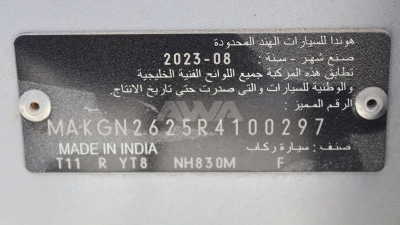 هوندا للسيارات الهند المحدودة
صنع شهر - سنة : 08-2023
تطابق هذه المركبة جميع اللوائح الفنية الخليجية
والوطنية للسيارات والتي صدرت حتى تاريخ الانتاج.
الرقم المميز :
MAKGN2625R4100297
MADE IN INDIA صنف : سيارة ركاب
T11 R YT8 NH830M F